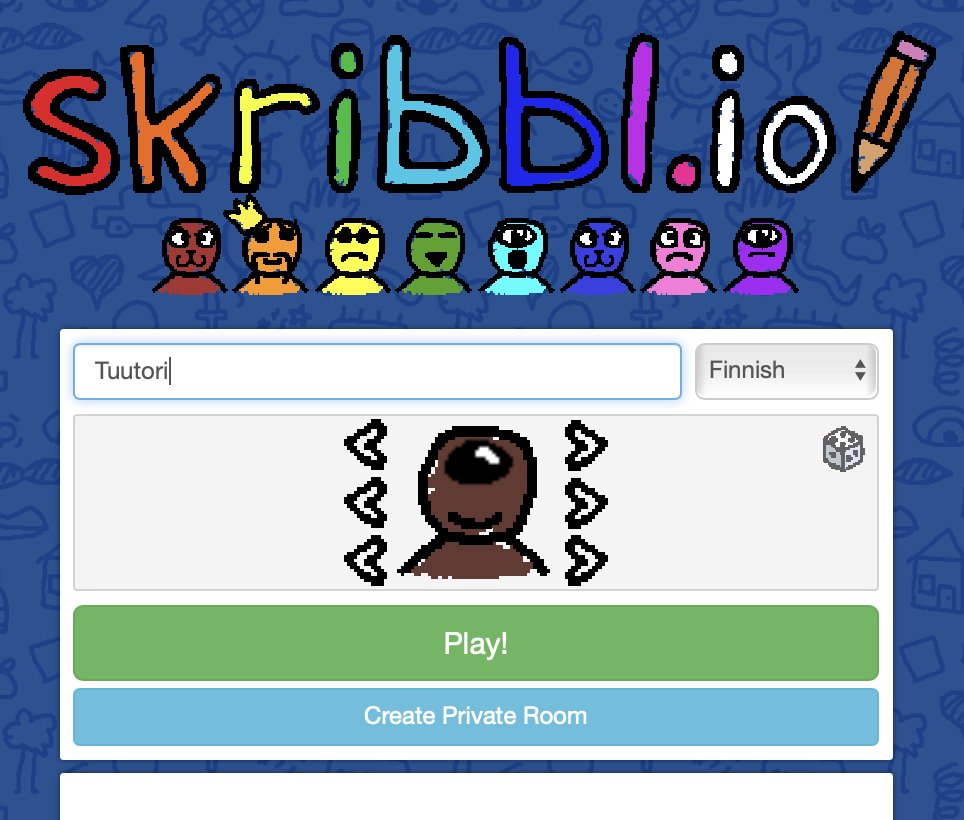 skribbl.io
Tuutori
Finnish
Play!
Create Private Room